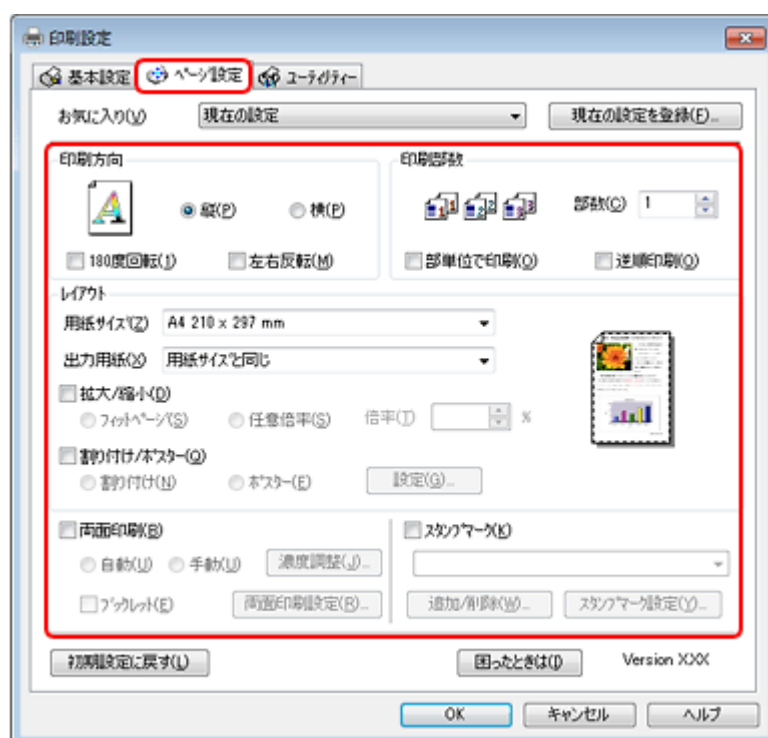 印刷設定
基本設定 ページ設定 ユーティリティー
お気に入り(V) 現在の設定 現在の設定を登録(F)...
印刷方向 印刷部数
縦(P) 横(P) 部数(C) 1
180度回転(1) 左右反転(M) 部単位で印刷(O) 逆順印刷(O)
レイアウト
用紙サイズ(Z) A4 210 x 297 mm
出力用紙(X) 用紙サイズと同じ
拡大/縮小(D)
フィットページ(S) 任意倍率(S) 倍率(T) %
割り付け/ポスター(Q)
割り付け(N) ポスター(E) 設定(G)...
両面印刷(B) スタンプマーク(K)
自動(U) 手動(U) 濃度調整(J)...
ブックレット(E) 両面印刷設定(R)... 追加/削除(W)... スタンプマーク設定(Y)...
初期設定に戻す(L) 困ったときは(I) Version X.XX
OK キャンセル ヘルプ